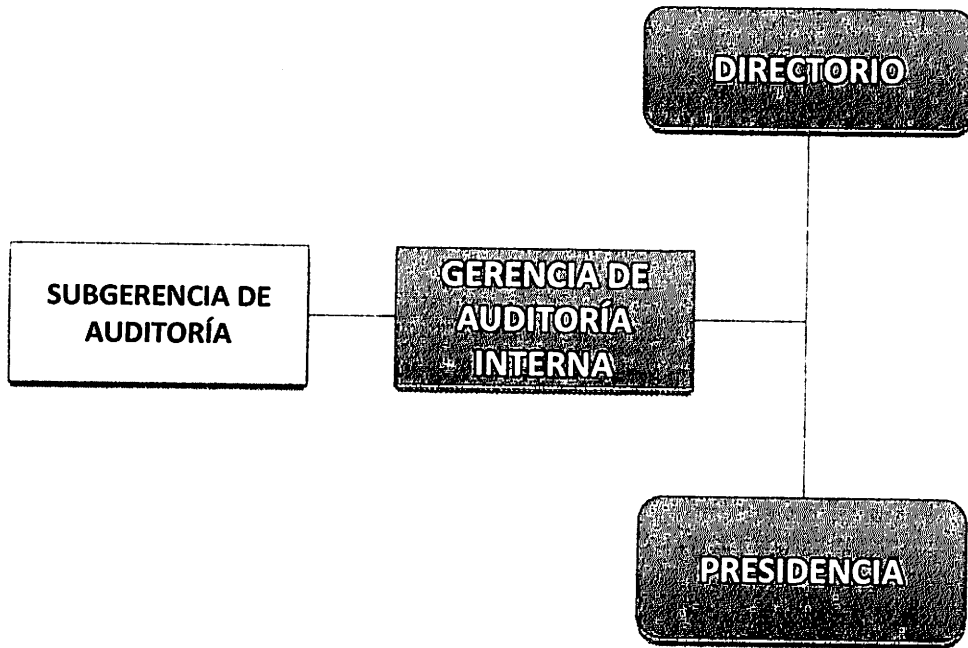 DIRECTORIO
SUBGERENCIA DE
AUDITORÍA
GERENCIA DE
AUDITORÍA
INTERNA
PRESIDENCIA